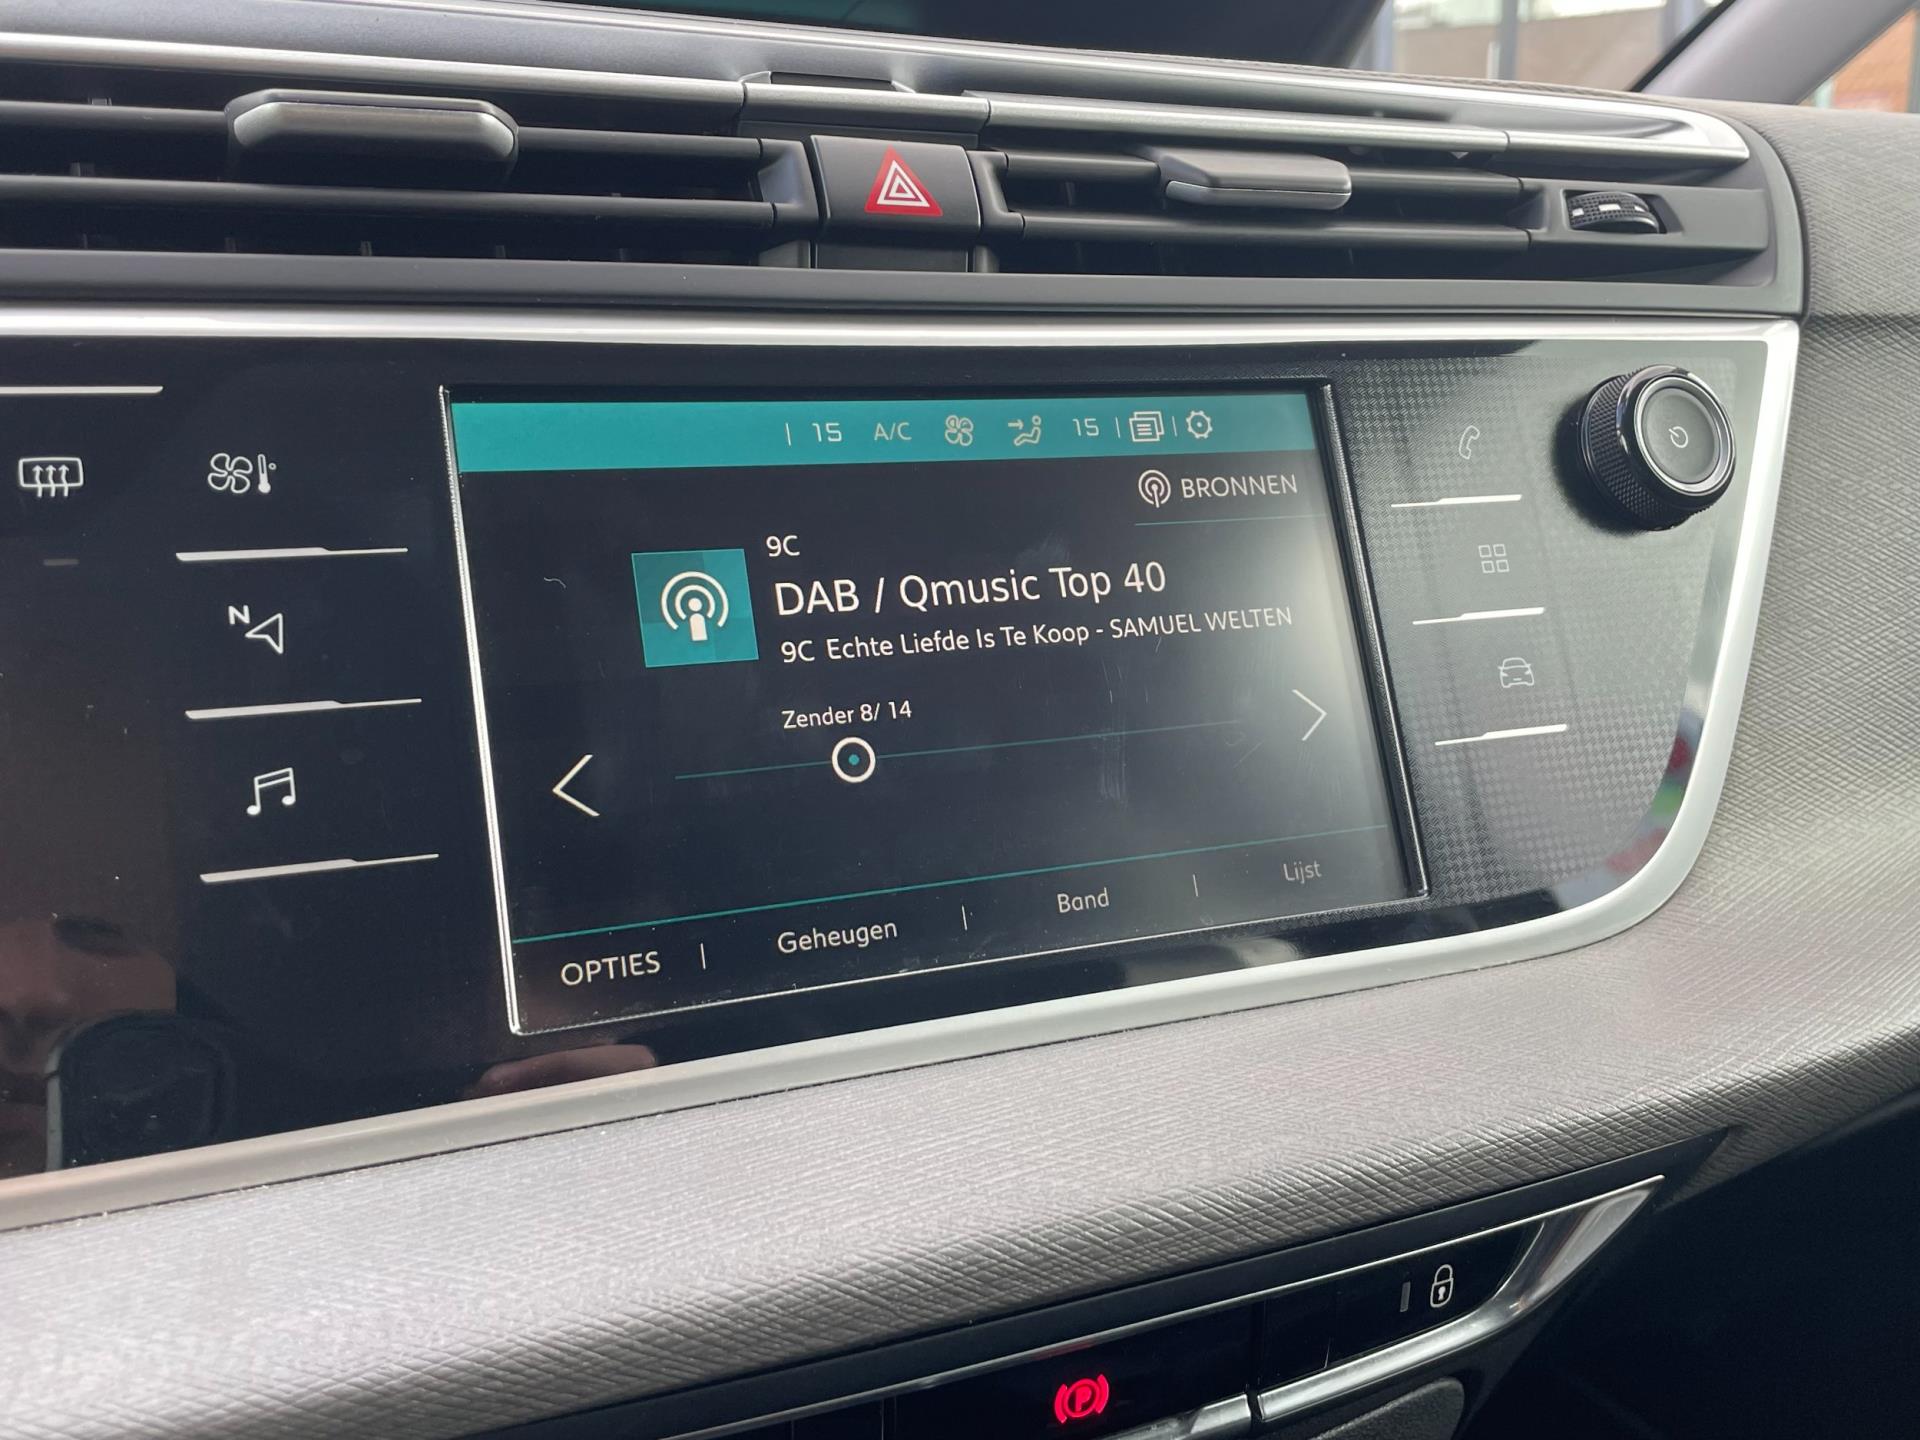 15 A/C 15
BRONNEN
9C
DAB / Qmusic Top 40
9C Echte Liefde Is Te Koop - SAMUEL WELTEN
Zender 8/ 14
OPTIES | Geheugen | Band | Lijst
N
P